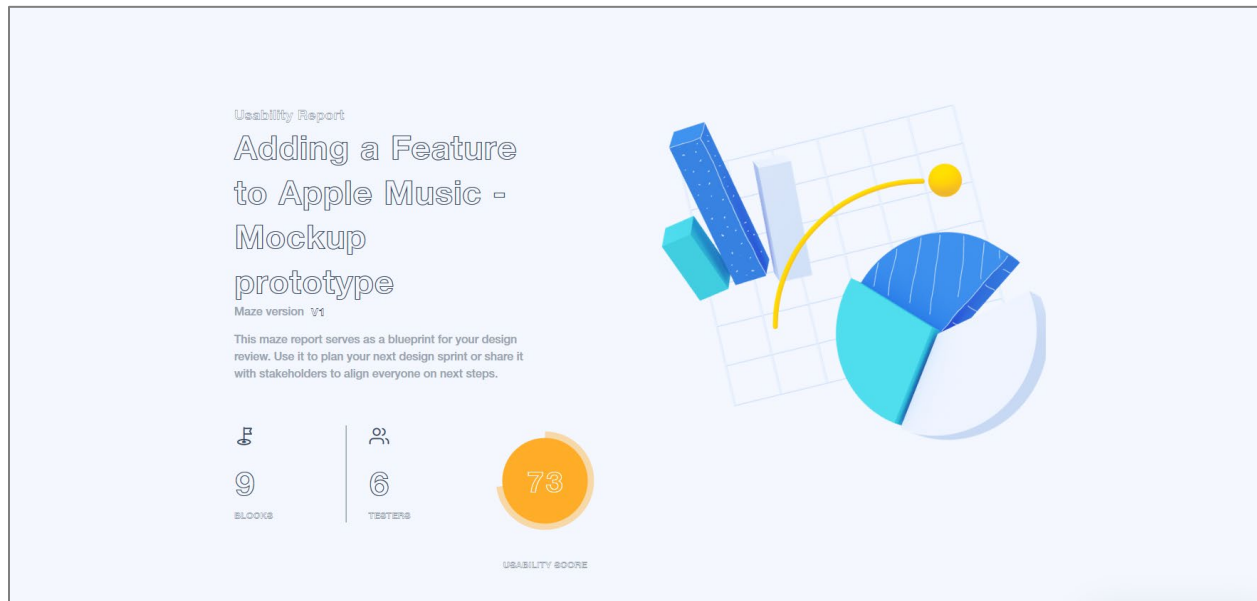 Usability Report
Adding a Feature
to Apple Music -
Mockup
prototype
Maze version V1
This maze report serves as a blueprint for your design
review. Use it to plan your next design sprint or share it
with stakeholders to align everyone on next steps.
9
6
73
BLOCKS
TESTERS
USABILITY SCORE